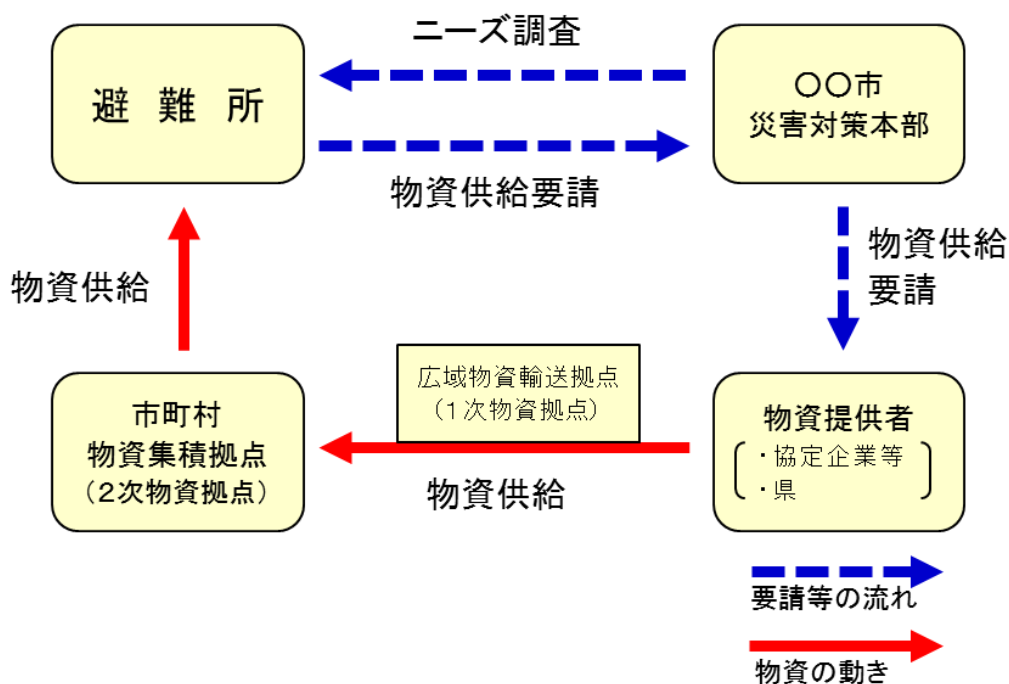 ニーズ調査
避 難 所
〇〇市
災害対策本部
物資供給要請
物資供給
要請
物資供給
広域物資輸送拠点
(1次物資拠点)
市町村
物資集積拠点
(2次物資拠点)
物資提供者
・協定企業等
・県
物資供給
要請等の流れ
物資の動き